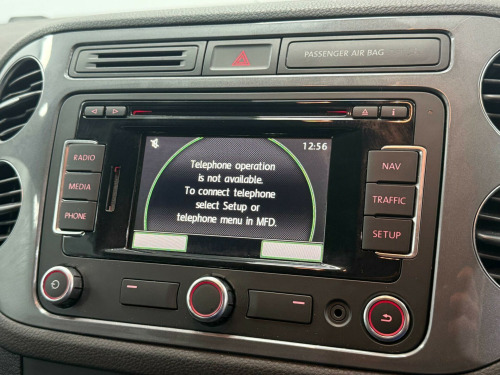 PASSENGER AIR BAG
RADIO
MEDIA
PHONE
12:56
Telephone operation
is not available.
To connect telephone
select Setup or
telephone menu in MFD.
NAV
TRAFFIC
SETUP